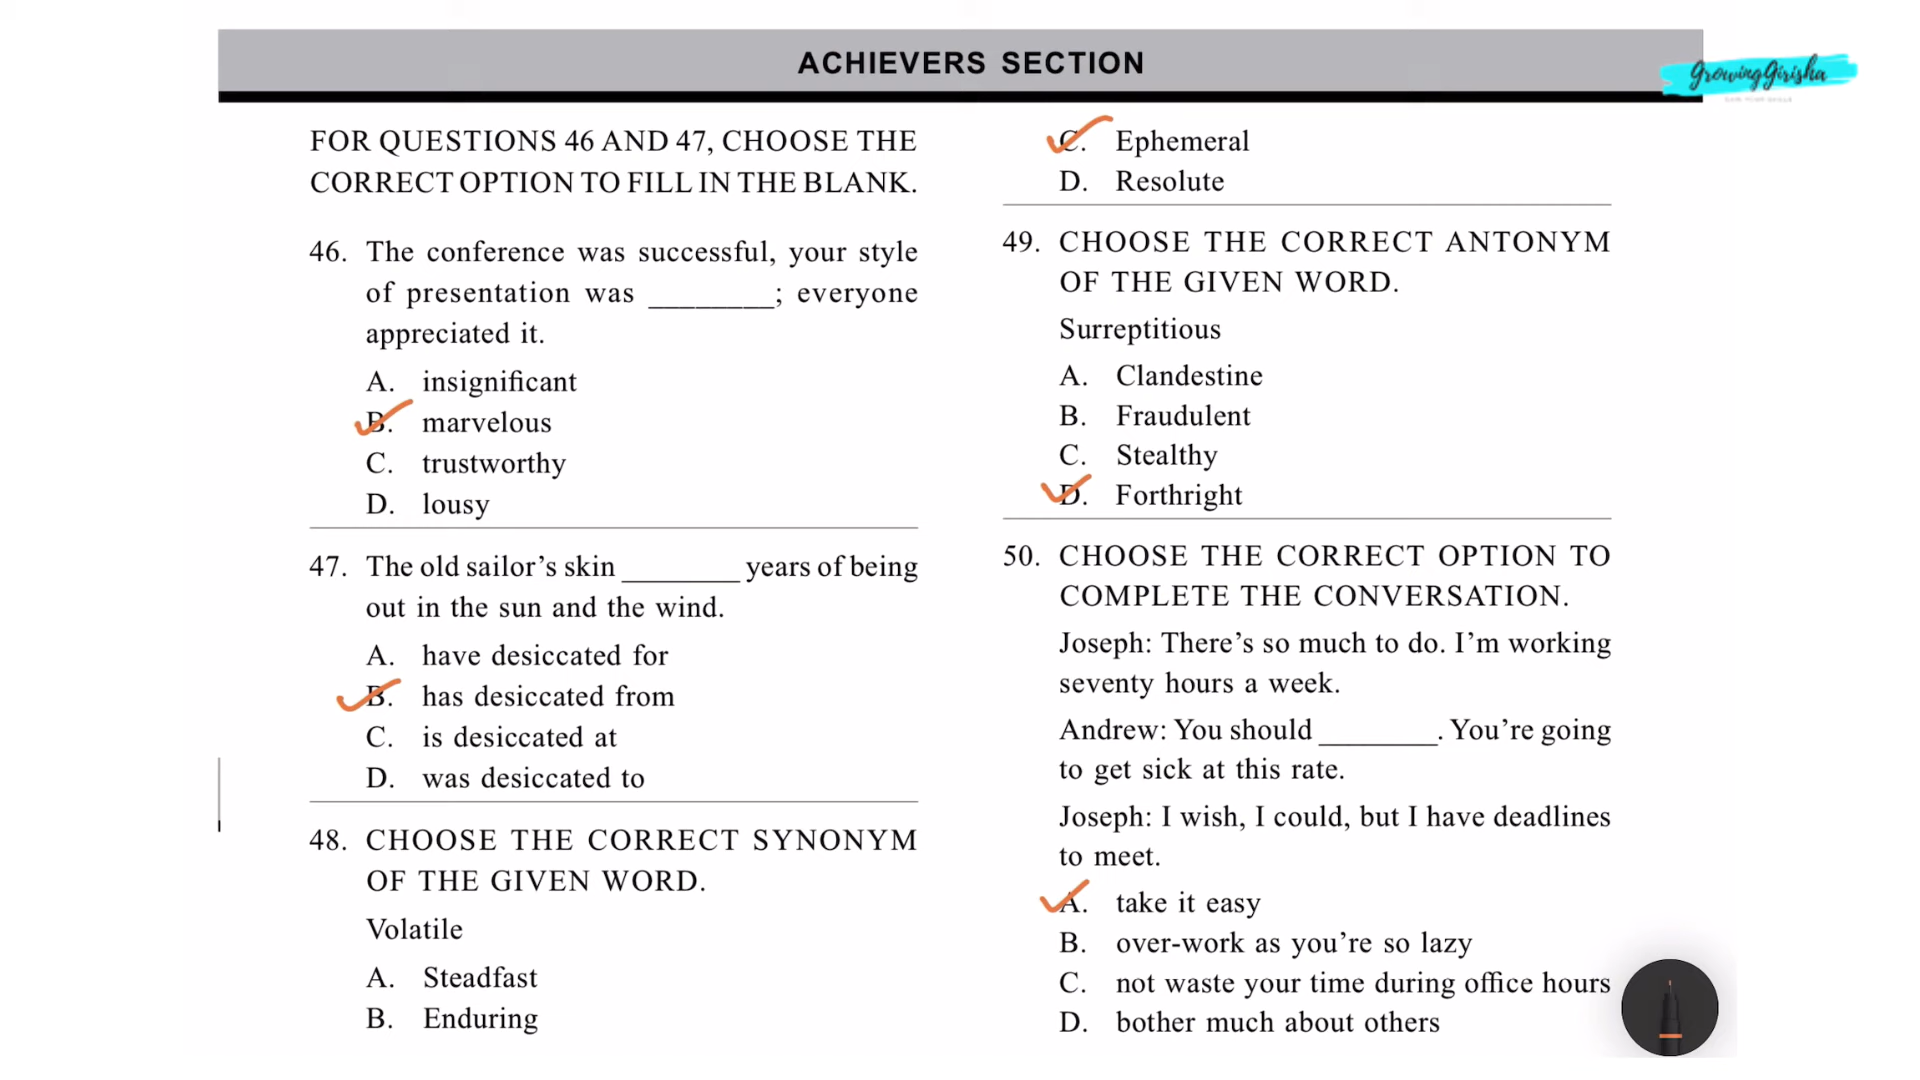 ACHIEVERS SECTION
GrowingGirisha
FOR QUESTIONS 46 AND 47, CHOOSE THE
CORRECT OPTION TO FILL IN THE BLANK.
46. The conference was successful, your style
of presentation was ________; everyone
appreciated it.
A. insignificant
B. marvelous
C. trustworthy
D. lousy
47. The old sailor's skin ________ years of being
out in the sun and the wind.
A. have desiccated for
B. has desiccated from
C. is desiccated at
D. was desiccated to
48. CHOOSE THE CORRECT SYNONYM
OF THE GIVEN WORD.
Volatile
A. Steadfast
B. Enduring
C. Ephemeral
D. Resolute
49. CHOOSE THE CORRECT ANTONYM
OF THE GIVEN WORD.
Surreptitious
A. Clandestine
B. Fraudulent
C. Stealthy
D. Forthright
50. CHOOSE THE CORRECT OPTION TO
COMPLETE THE CONVERSATION.
Joseph: There's so much to do. I'm working
seventy hours a week.
Andrew: You should ________. You're going
to get sick at this rate.
Joseph: I wish, I could, but I have deadlines
to meet.
A. take it easy
B. over-work as you're so lazy
C. not waste your time during office hours
D. bother much about others